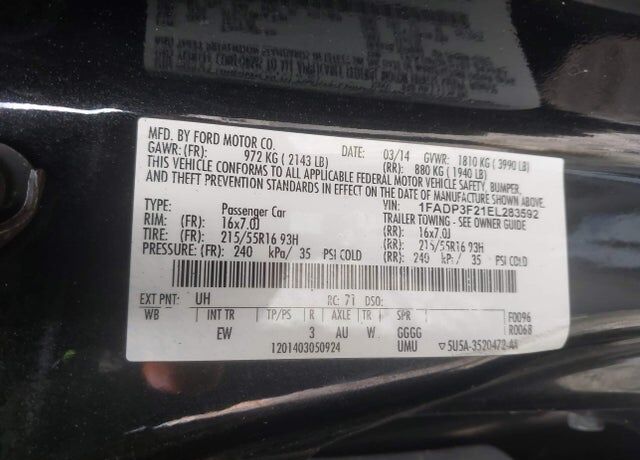 MFD. BY FORD MOTOR CO. DATE: 03/14 GVWR: 1810 KG ( 3990 LB)
GAWR: (FR): 972 KG ( 2143 LB) (RR): 880 KG ( 1940 LB)
THIS VEHICLE CONFORMS TO ALL APPLICABLE FEDERAL MOTOR VEHICLE SAFETY, BUMPER,
AND THEFT PREVENTION STANDARDS IN EFFECT ON THE DATE OF MANUFACTURE SHOWN ABOVE.
VIN: 1FADP3F21EL283592
TYPE: Passenger Car TRAILER TOWING - SEE OWNER GUIDE
RIM: (FR): 16x7.0J (RR): 16x7.0J
TIRE: (FR): 215/55R16 93H (RR): 215/55R16 93H
PRESSURE: (FR): 240 kPa/ 35 PSI COLD (RR): 240 kPa/ 35 PSI COLD
EXT PNT: UH RC: 71 DSO:
WB INT TR TP/PS R AXLE TR SPR F0096
EW 3 AU W GGGG R0068
1201403050924 UMU ▽5U5A-3520472-AA